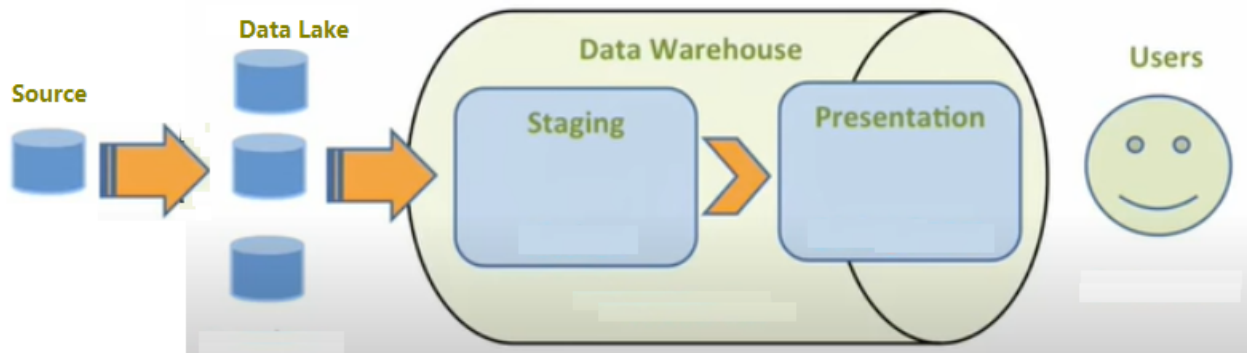 Source
Data Lake
Data Warehouse
Staging
Presentation
Users